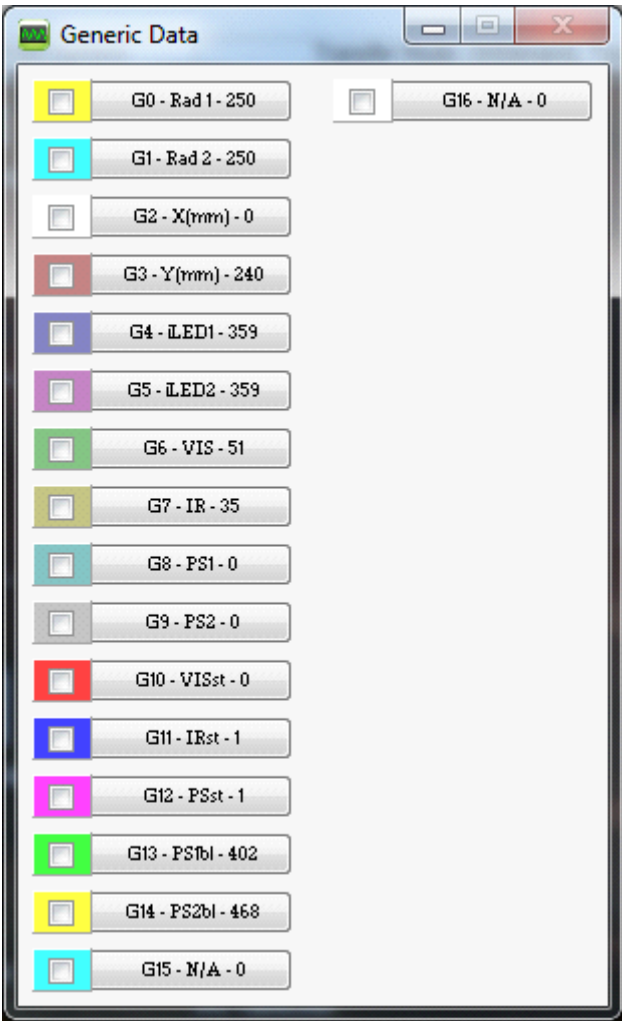 Generic Data
G0 - Rad 1 - 250
G1 - Rad 2 - 250
G2 - X(mm) - 0
G3 - Y(mm) - 240
G4 - iLED1 - 359
G5 - iLED2 - 359
G6 - VIS - 51
G7 - IR - 35
G8 - PS1 - 0
G9 - PS2 - 0
G10 - VISst - 0
G11 - IRst - 1
G12 - PSst - 1
G13 - PS1bl - 402
G14 - PS2bl - 468
G15 - N/A - 0
G16 - N/A - 0